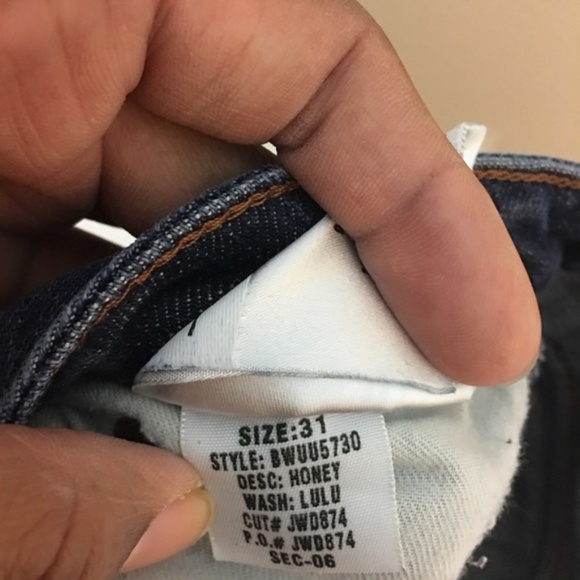 SIZE:31
STYLE: BWUU5730
DESC: HONEY
WASH: LULU
CUT# JWD874
P.O.# JWD874
SEC-06